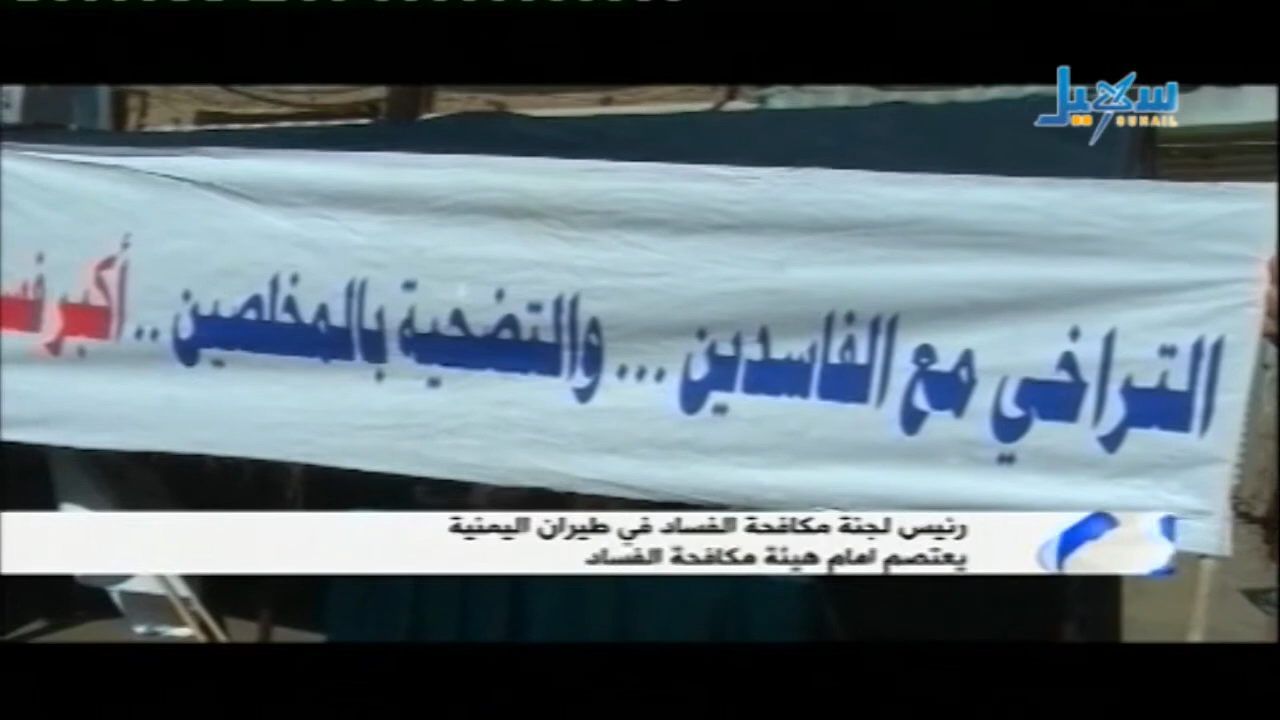 سهيل
SUHAIL
التراخي مع الفاسدين ... والتضحية بالمخلصين .. أكبر
رئيس لجنة مكافحة الفساد في طيران اليمنية
يعتصم امام هيئة مكافحة الفساد